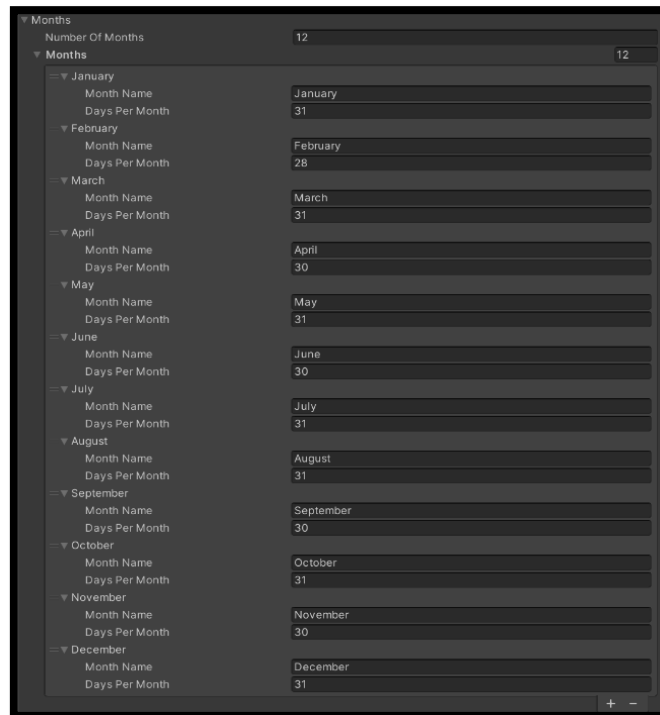 Months
Number Of Months 12
Months 12
January
Month Name January
Days Per Month 31
February
Month Name February
Days Per Month 28
March
Month Name March
Days Per Month 31
April
Month Name April
Days Per Month 30
May
Month Name May
Days Per Month 31
June
Month Name June
Days Per Month 30
July
Month Name July
Days Per Month 31
August
Month Name August
Days Per Month 31
September
Month Name September
Days Per Month 30
October
Month Name October
Days Per Month 31
November
Month Name November
Days Per Month 30
December
Month Name December
Days Per Month 31
+ −